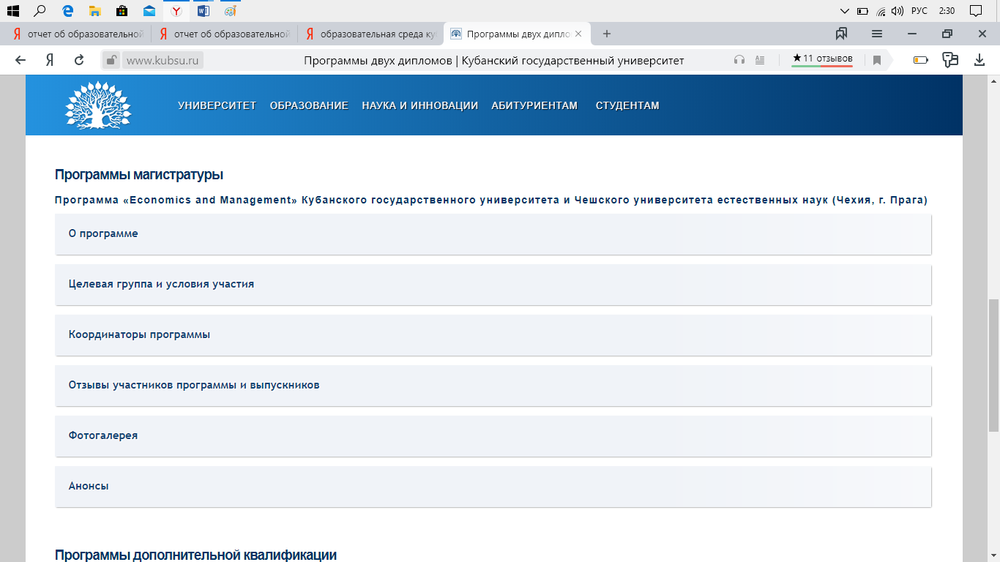 РУС
2:30
отчет об образовательной
отчет об образовательной
образовательная среда ку
Программы двух дипло
www.kubsu.ru
Программы двух дипломов | Кубанский государственный университет
★11 отзывов
УНИВЕРСИТЕТ ОБРАЗОВАНИЕ НАУКА И ИННОВАЦИИ АБИТУРИЕНТАМ СТУДЕНТАМ
Программы магистратуры
Программа «Economics and Management» Кубанского государственного университета и Чешского университета естественных наук (Чехия, г. Прага)
О программе
Целевая группа и условия участия
Координаторы программы
Отзывы участников программы и выпускников
Фотогалерея
Анонсы
Программы дополнительной квалификации